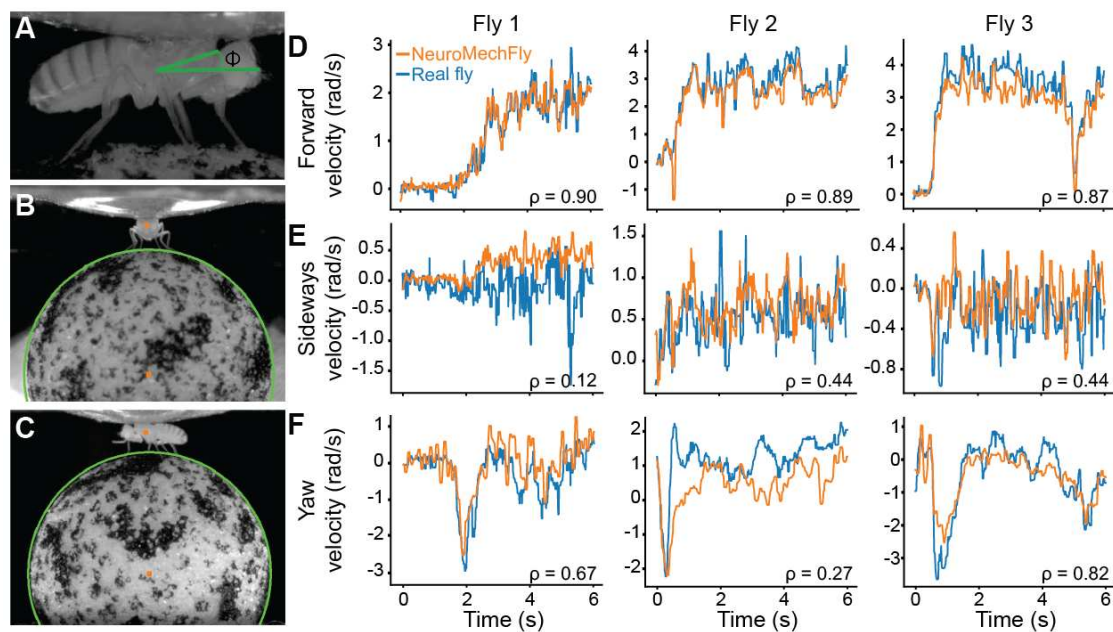 A
Φ
B
C
Fly 1
Fly 2
Fly 3
D
Forward
velocity (rad/s)
NeuroMechFly
Real fly
3
2
1
0
ρ = 0.90
4
3
2
1
0
-1
ρ = 0.89
4
3
2
1
0
ρ = 0.87
E
Sideways
velocity (rad/s)
0.5
0.0
-0.5
-1.0
-1.5
ρ = 0.12
1.5
1.0
0.5
0.0
ρ = 0.44
0.4
0.0
-0.4
-0.8
ρ = 0.44
F
Yaw
velocity (rad/s)
1
0
-1
-2
-3
ρ = 0.67
0 2 4 6
Time (s)
2
1
0
-1
-2
ρ = 0.27
0 2 4 6
Time (s)
1
0
-1
-2
-3
ρ = 0.82
0 2 4 6
Time (s)